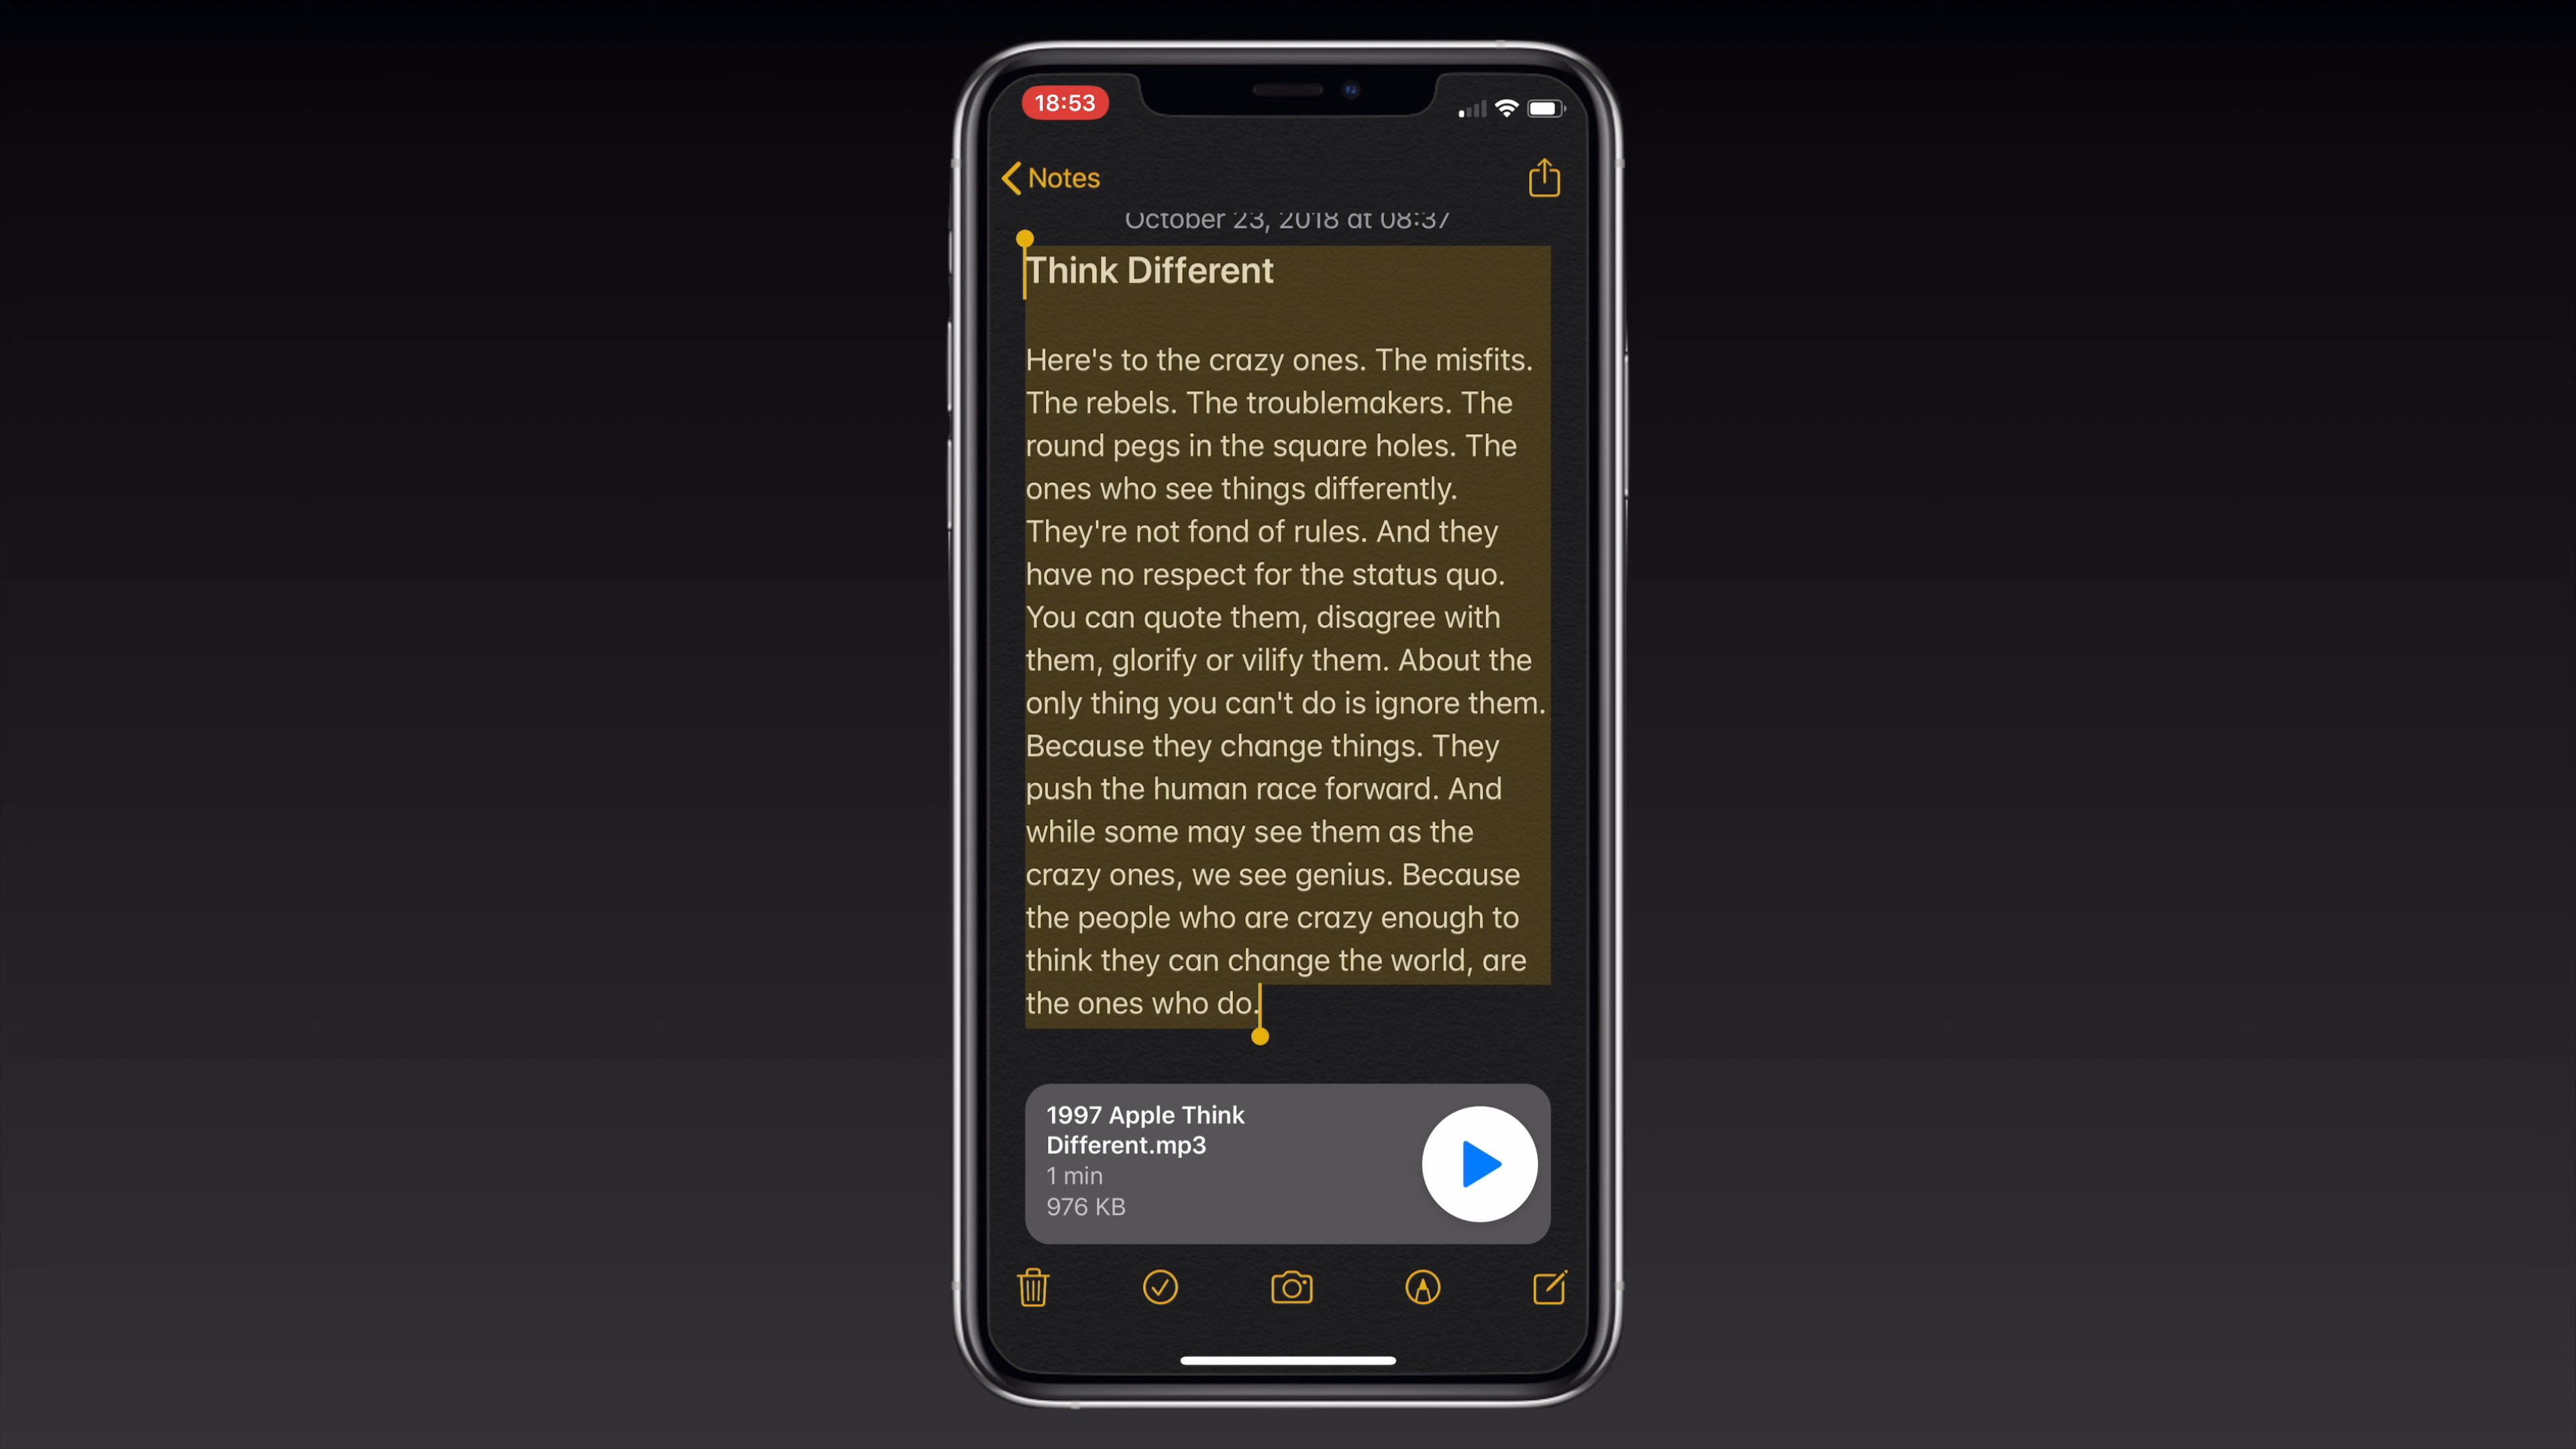 18:53
Notes
October 23, 2018 at 08:37
Think Different
Here's to the crazy ones. The misfits.
The rebels. The troublemakers. The
round pegs in the square holes. The
ones who see things differently.
They're not fond of rules. And they
have no respect for the status quo.
You can quote them, disagree with
them, glorify or vilify them. About the
only thing you can't do is ignore them.
Because they change things. They
push the human race forward. And
while some may see them as the
crazy ones, we see genius. Because
the people who are crazy enough to
think they can change the world, are
the ones who do.
1997 Apple Think
Different.mp3
1 min
976 KB